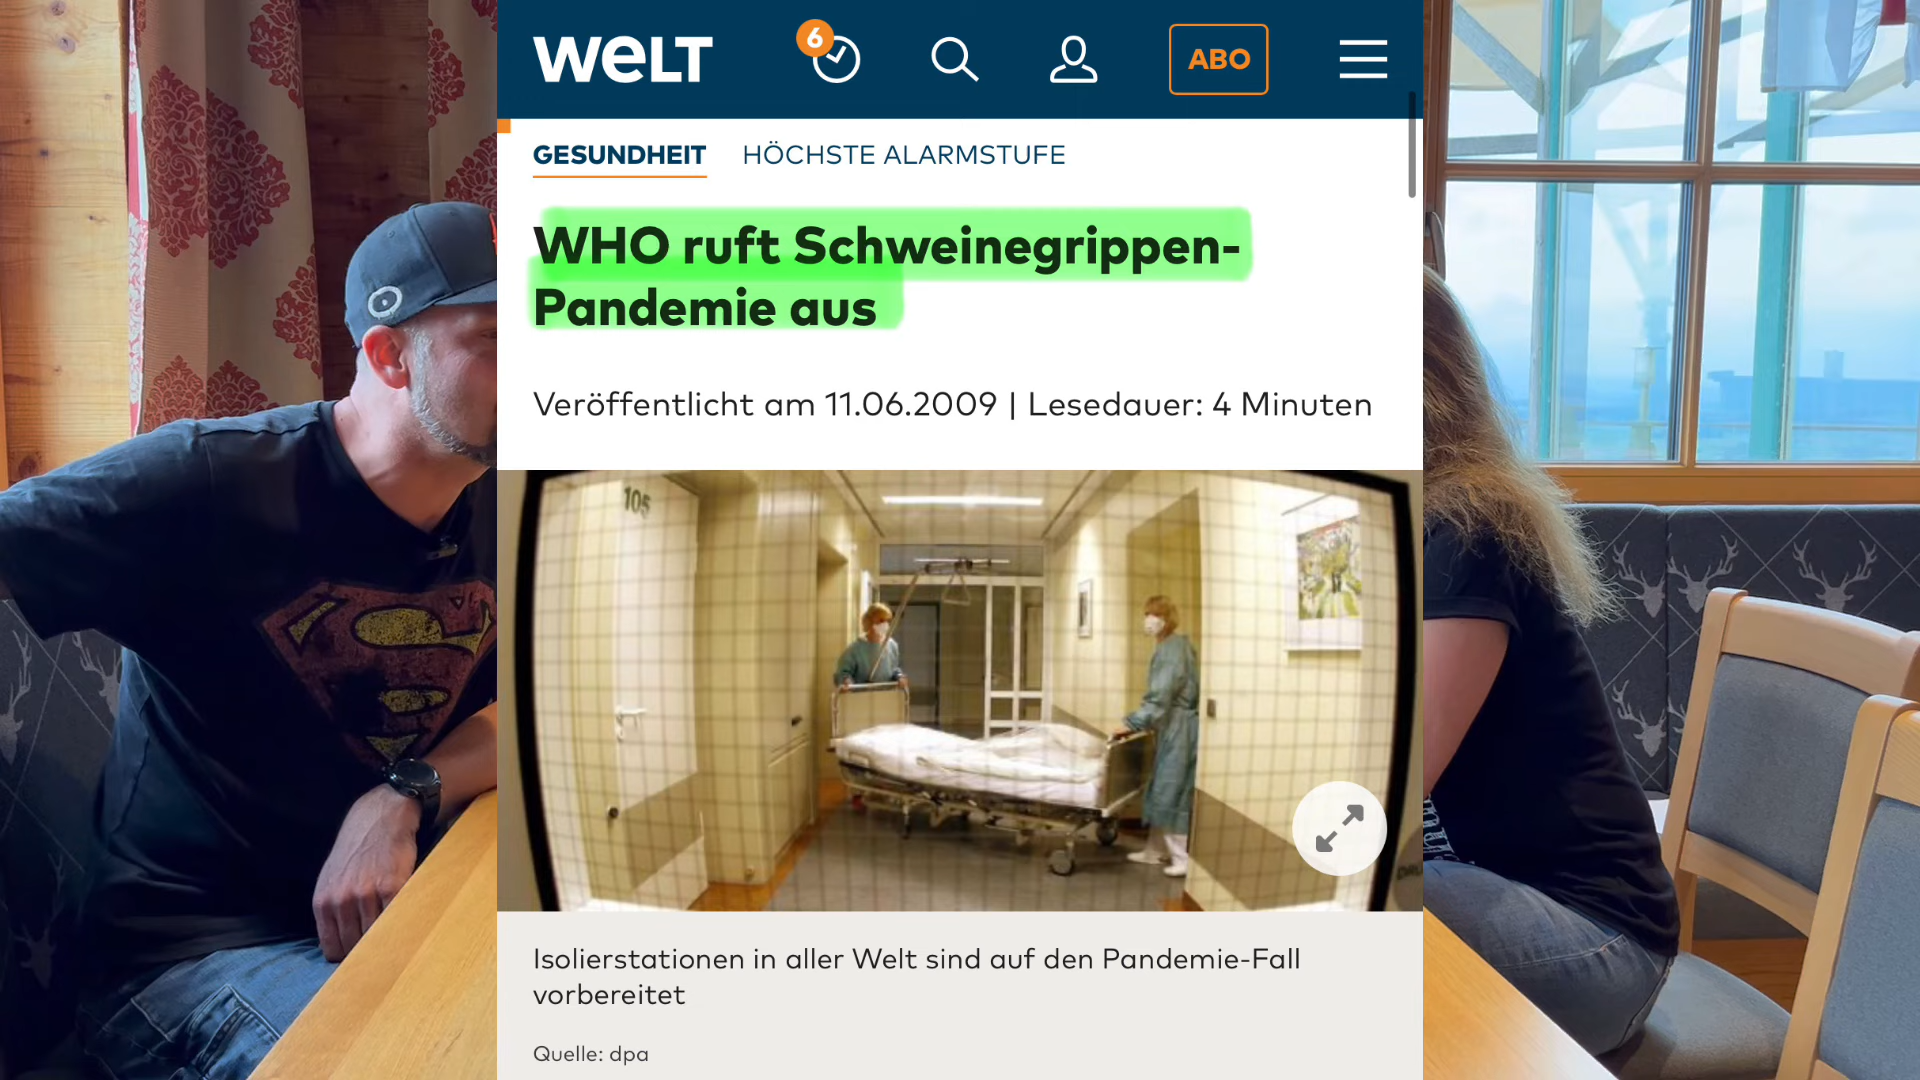 WELT
6
ABO
GESUNDHEIT HÖCHSTE ALARMSTUFE
WHO ruft Schweinegrippen-
Pandemie aus
Veröffentlicht am 11.06.2009 | Lesedauer: 4 Minuten
105
Isolierstationen in aller Welt sind auf den Pandemie-Fall
vorbereitet
Quelle: dpa